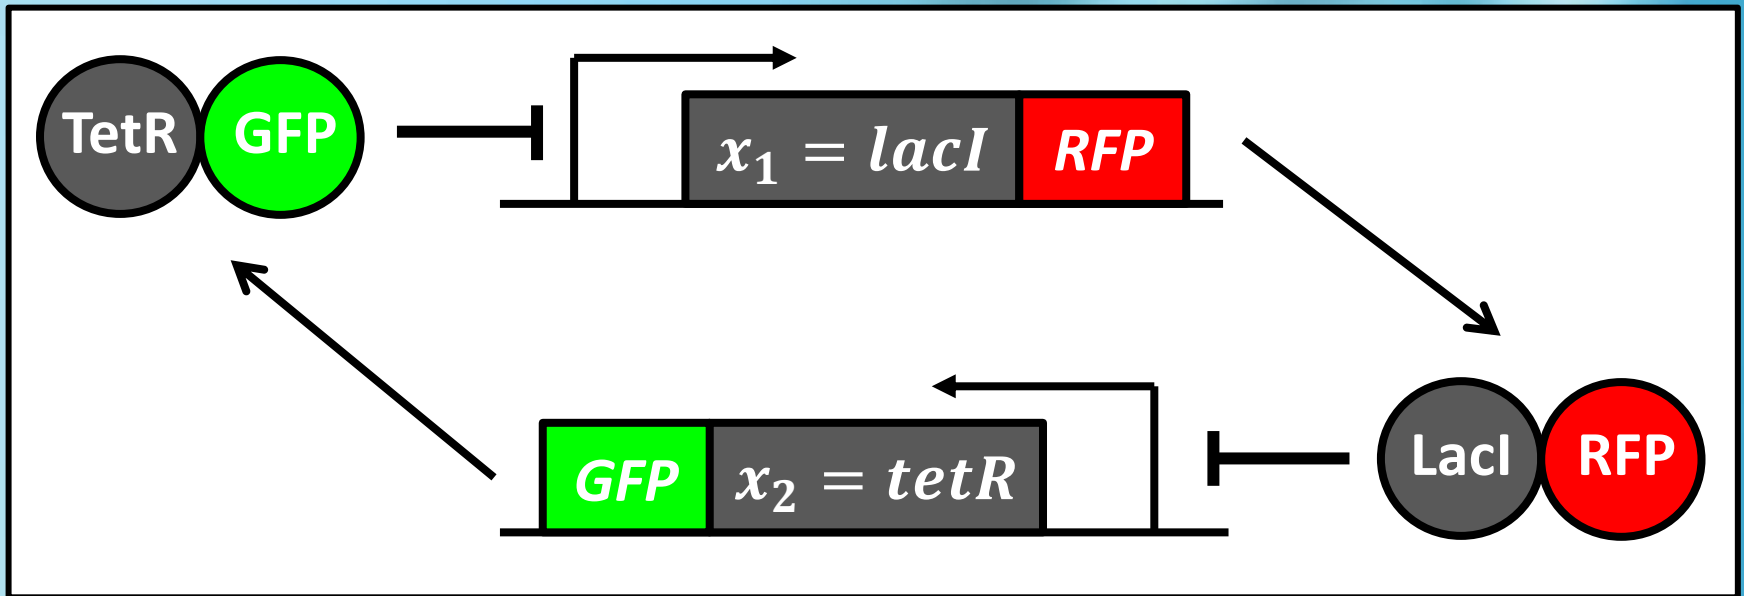 TetR GFP
x₁ = lacI RFP
GFP x₂ = tetR
LacI RFP